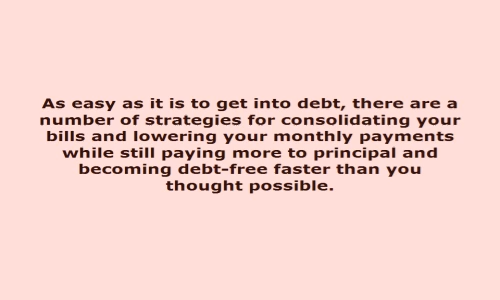 As easy as it is to get into debt, there are a
number of strategies for consolidating your
bills and lowering your monthly payments
while still paying more to principal and
becoming debt-free faster than you
thought possible.